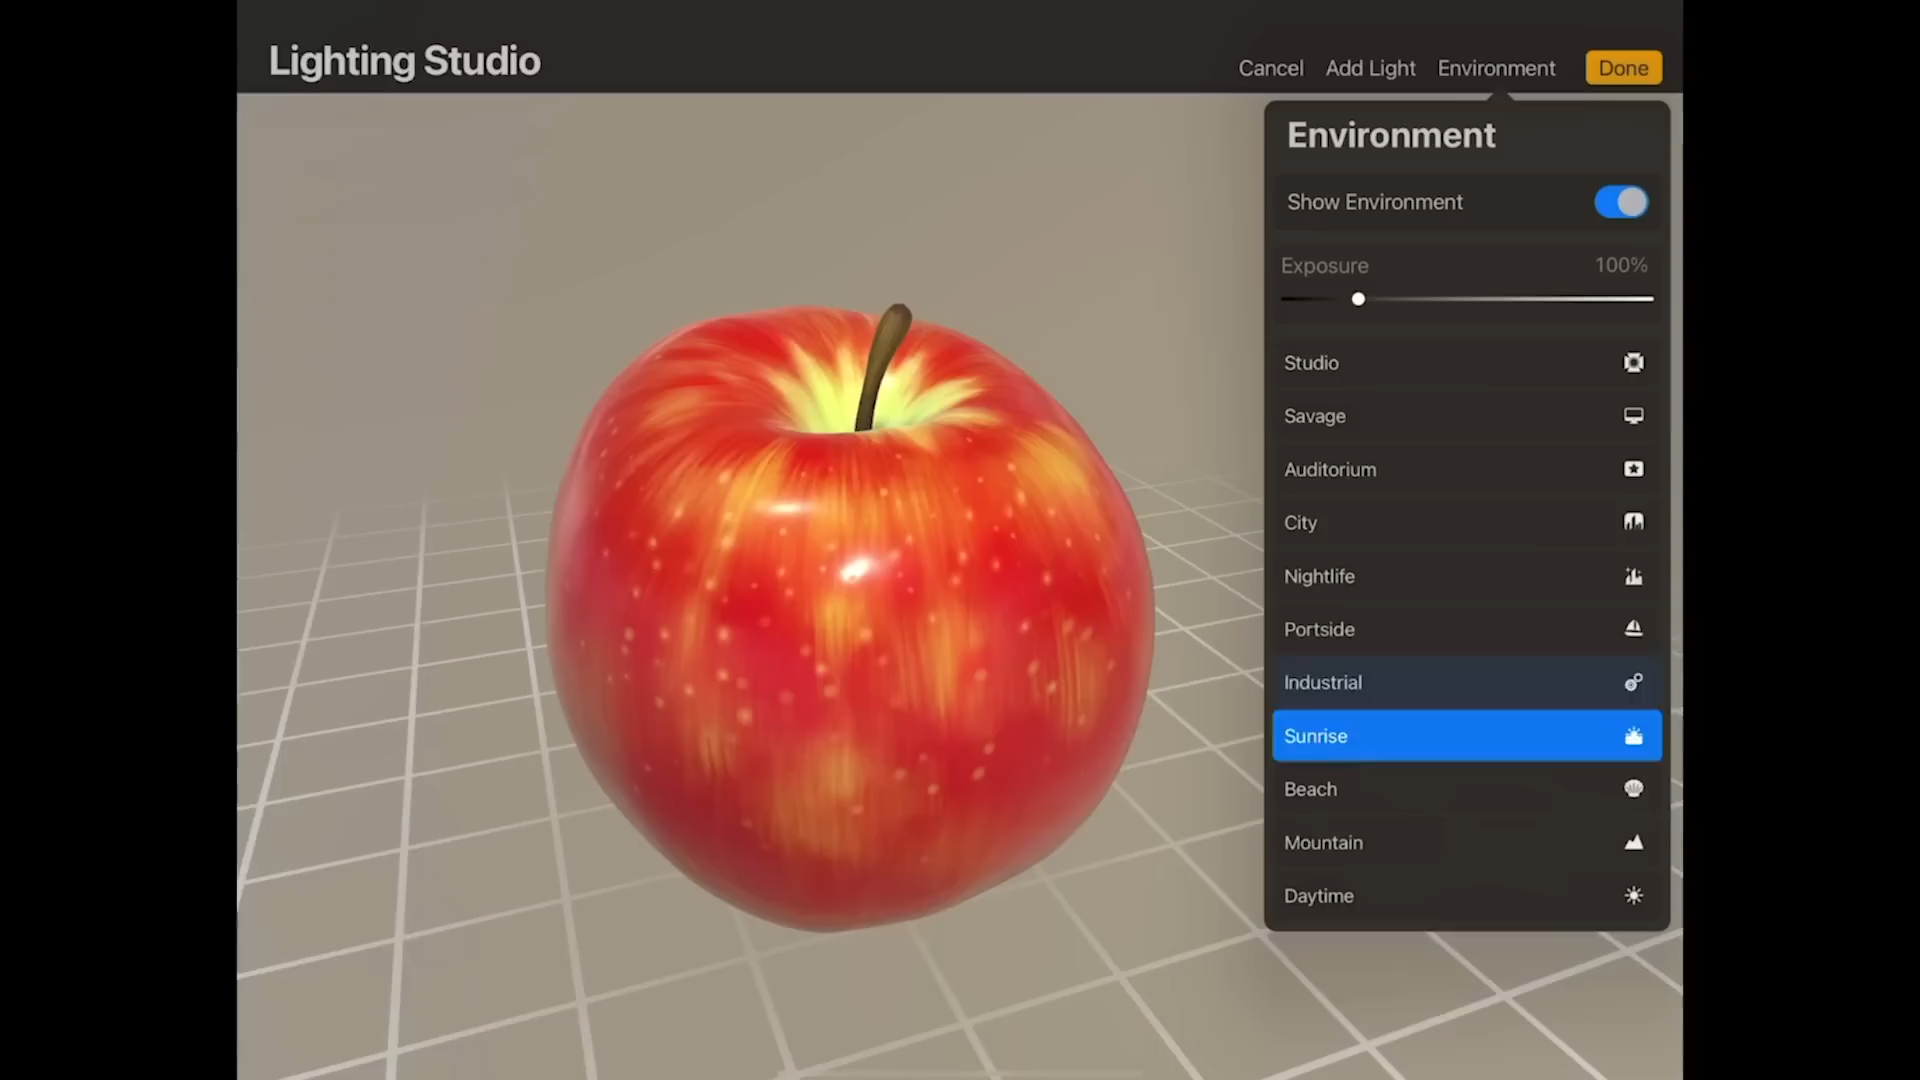 Lighting Studio
Cancel
Add Light
Environment
Done
Environment
Show Environment
Exposure
100%
Studio
Savage
Auditorium
City
Nightlife
Portside
Industrial
Sunrise
Beach
Mountain
Daytime